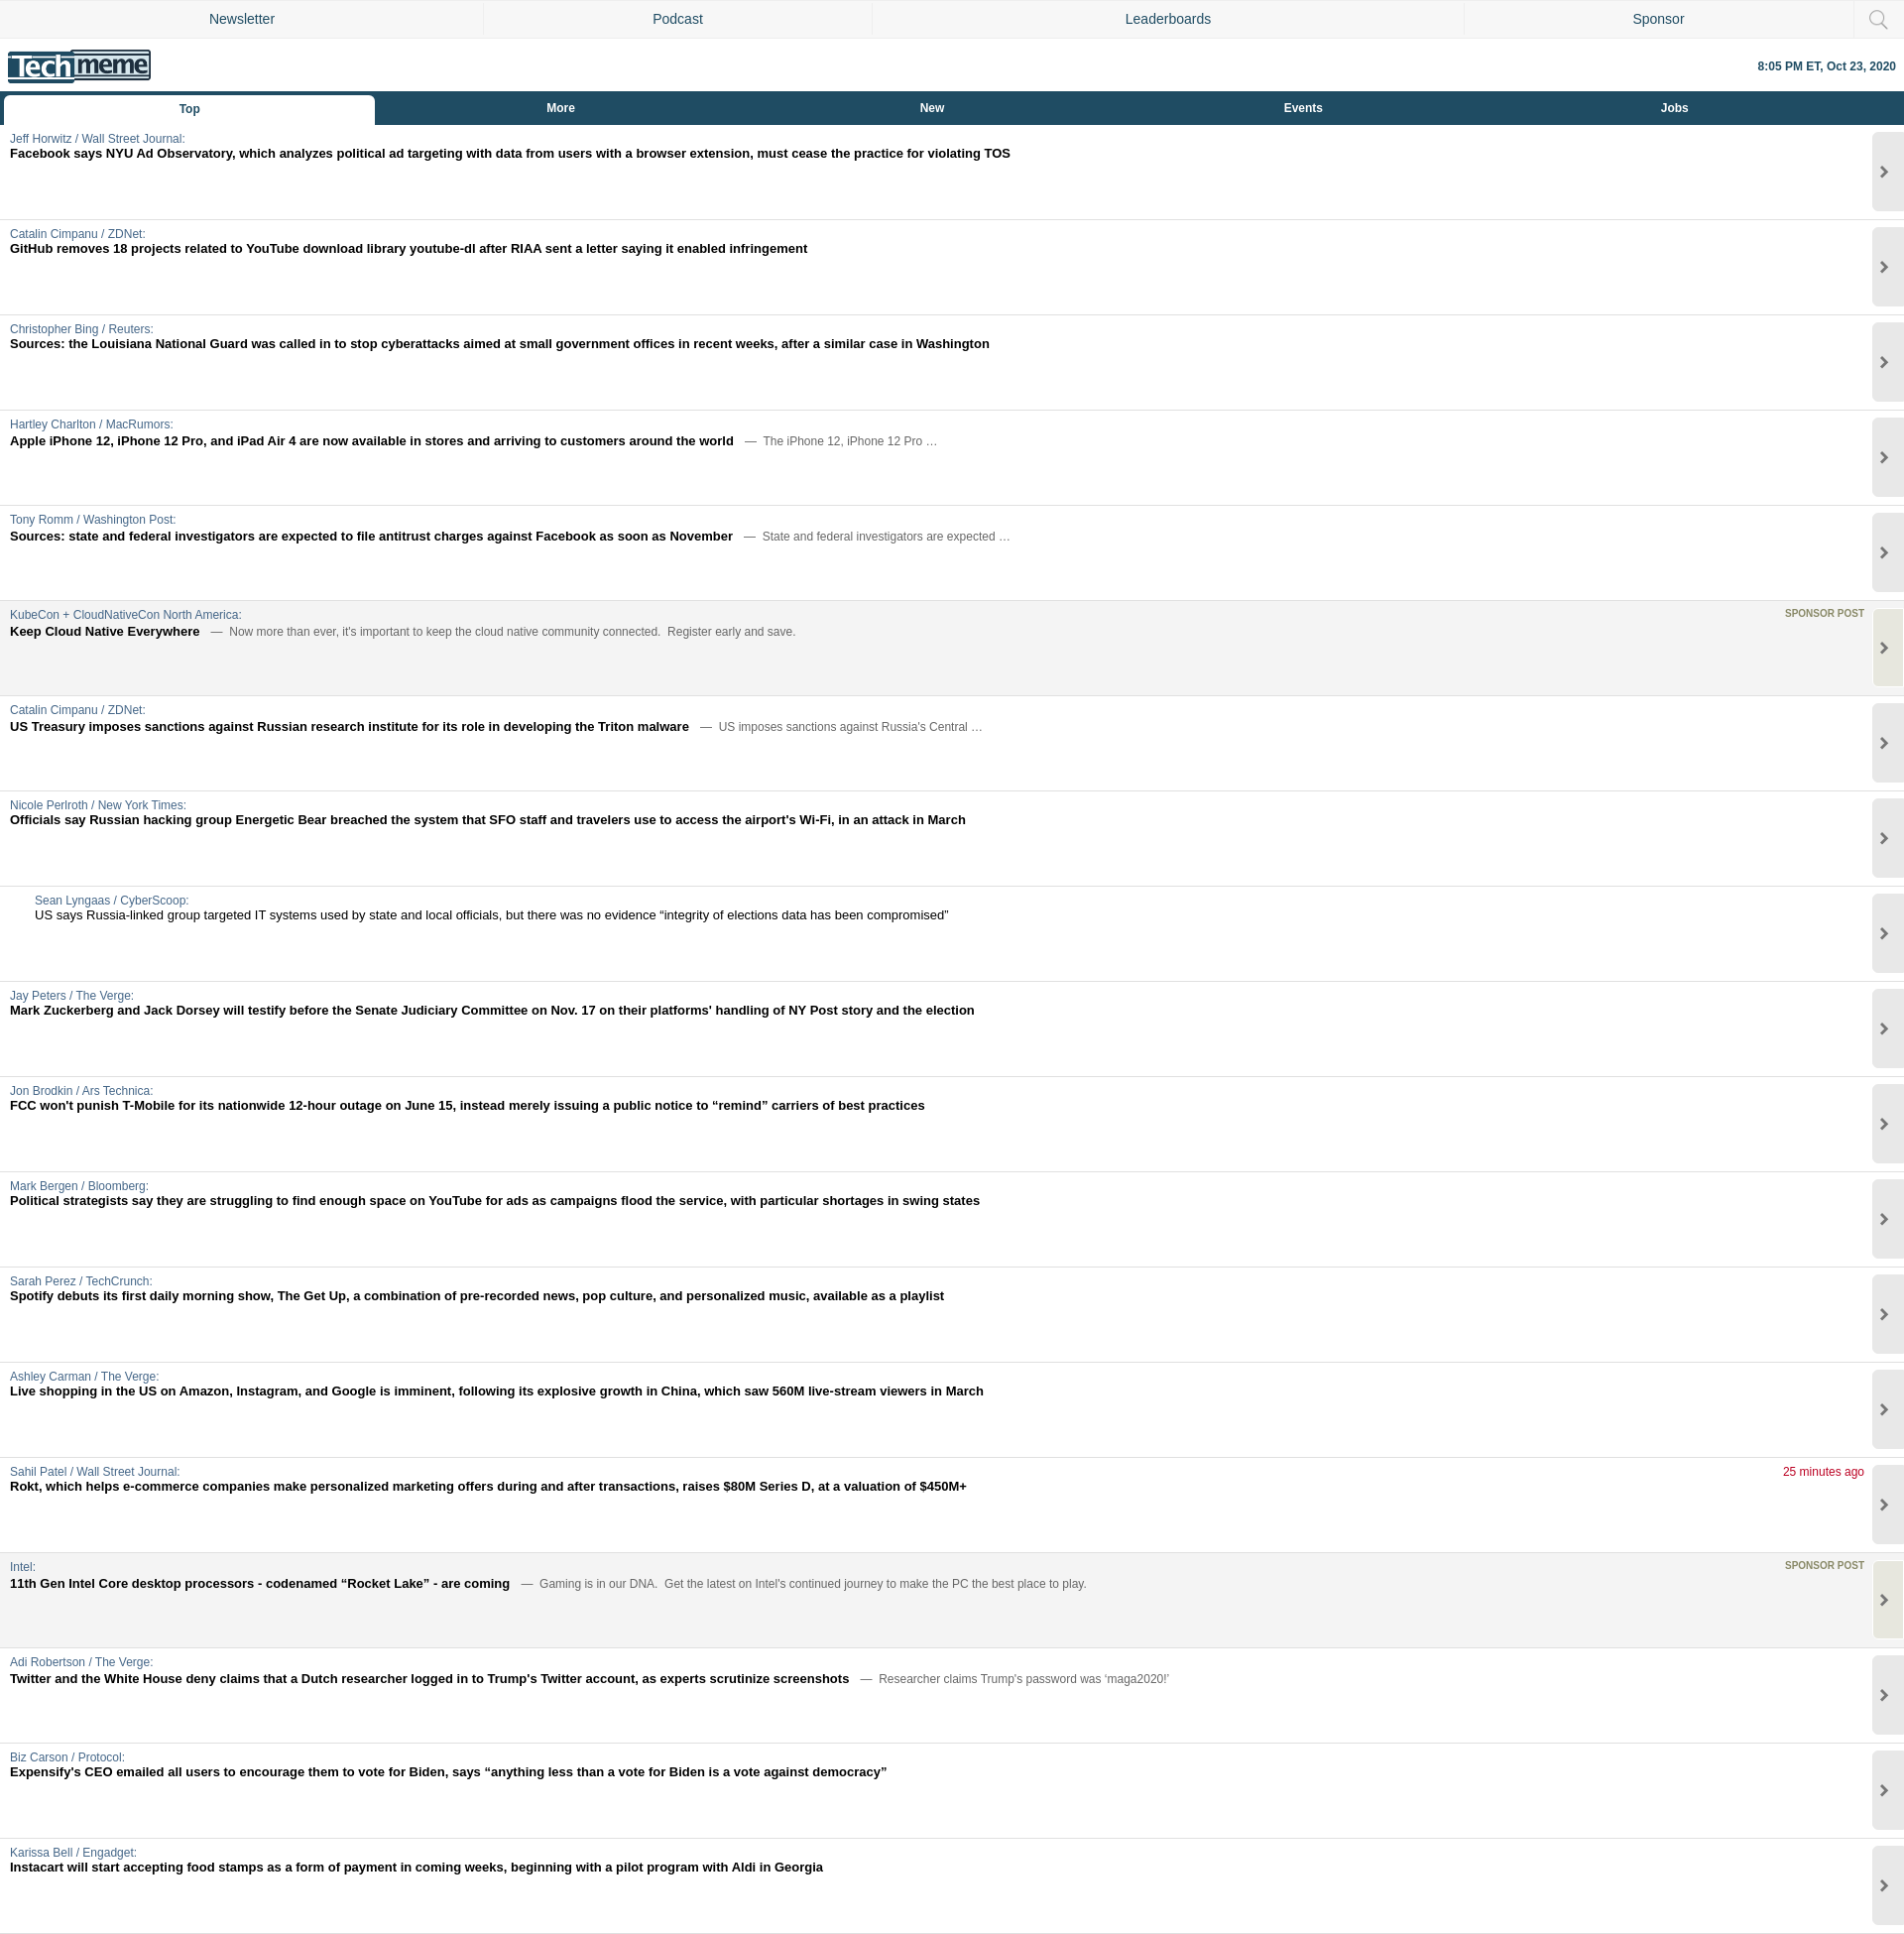 Newsletter
Podcast
Leaderboards
Sponsor
Techmeme
8:05 PM ET, Oct 23, 2020
Top
More
New
Events
Jobs
Jeff Horwitz / Wall Street Journal:
Facebook says NYU Ad Observatory, which analyzes political ad targeting with data from users with a browser extension, must cease the practice for violating TOS
Catalin Cimpanu / ZDNet:
GitHub removes 18 projects related to YouTube download library youtube-dl after RIAA sent a letter saying it enabled infringement
Christopher Bing / Reuters:
Sources: the Louisiana National Guard was called in to stop cyberattacks aimed at small government offices in recent weeks, after a similar case in Washington
Hartley Charlton / MacRumors:
Apple iPhone 12, iPhone 12 Pro, and iPad Air 4 are now available in stores and arriving to customers around the world — The iPhone 12, iPhone 12 Pro …
Tony Romm / Washington Post:
Sources: state and federal investigators are expected to file antitrust charges against Facebook as soon as November — State and federal investigators are expected …
KubeCon + CloudNativeCon North America:
SPONSOR POST
Keep Cloud Native Everywhere — Now more than ever, it's important to keep the cloud native community connected. Register early and save.
Catalin Cimpanu / ZDNet:
US Treasury imposes sanctions against Russian research institute for its role in developing the Triton malware — US imposes sanctions against Russia's Central …
Nicole Perlroth / New York Times:
Officials say Russian hacking group Energetic Bear breached the system that SFO staff and travelers use to access the airport's Wi-Fi, in an attack in March
Sean Lyngaas / CyberScoop:
US says Russia-linked group targeted IT systems used by state and local officials, but there was no evidence “integrity of elections data has been compromised”
Jay Peters / The Verge:
Mark Zuckerberg and Jack Dorsey will testify before the Senate Judiciary Committee on Nov. 17 on their platforms' handling of NY Post story and the election
Jon Brodkin / Ars Technica:
FCC won't punish T-Mobile for its nationwide 12-hour outage on June 15, instead merely issuing a public notice to “remind” carriers of best practices
Mark Bergen / Bloomberg:
Political strategists say they are struggling to find enough space on YouTube for ads as campaigns flood the service, with particular shortages in swing states
Sarah Perez / TechCrunch:
Spotify debuts its first daily morning show, The Get Up, a combination of pre-recorded news, pop culture, and personalized music, available as a playlist
Ashley Carman / The Verge:
Live shopping in the US on Amazon, Instagram, and Google is imminent, following its explosive growth in China, which saw 560M live-stream viewers in March
Sahil Patel / Wall Street Journal:
25 minutes ago
Rokt, which helps e-commerce companies make personalized marketing offers during and after transactions, raises $80M Series D, at a valuation of $450M+
Intel:
SPONSOR POST
11th Gen Intel Core desktop processors - codenamed “Rocket Lake” - are coming — Gaming is in our DNA. Get the latest on Intel's continued journey to make the PC the best place to play.
Adi Robertson / The Verge:
Twitter and the White House deny claims that a Dutch researcher logged in to Trump's Twitter account, as experts scrutinize screenshots — Researcher claims Trump's password was ‘maga2020!’
Biz Carson / Protocol:
Expensify's CEO emailed all users to encourage them to vote for Biden, says “anything less than a vote for Biden is a vote against democracy”
Karissa Bell / Engadget:
Instacart will start accepting food stamps as a form of payment in coming weeks, beginning with a pilot program with Aldi in Georgia